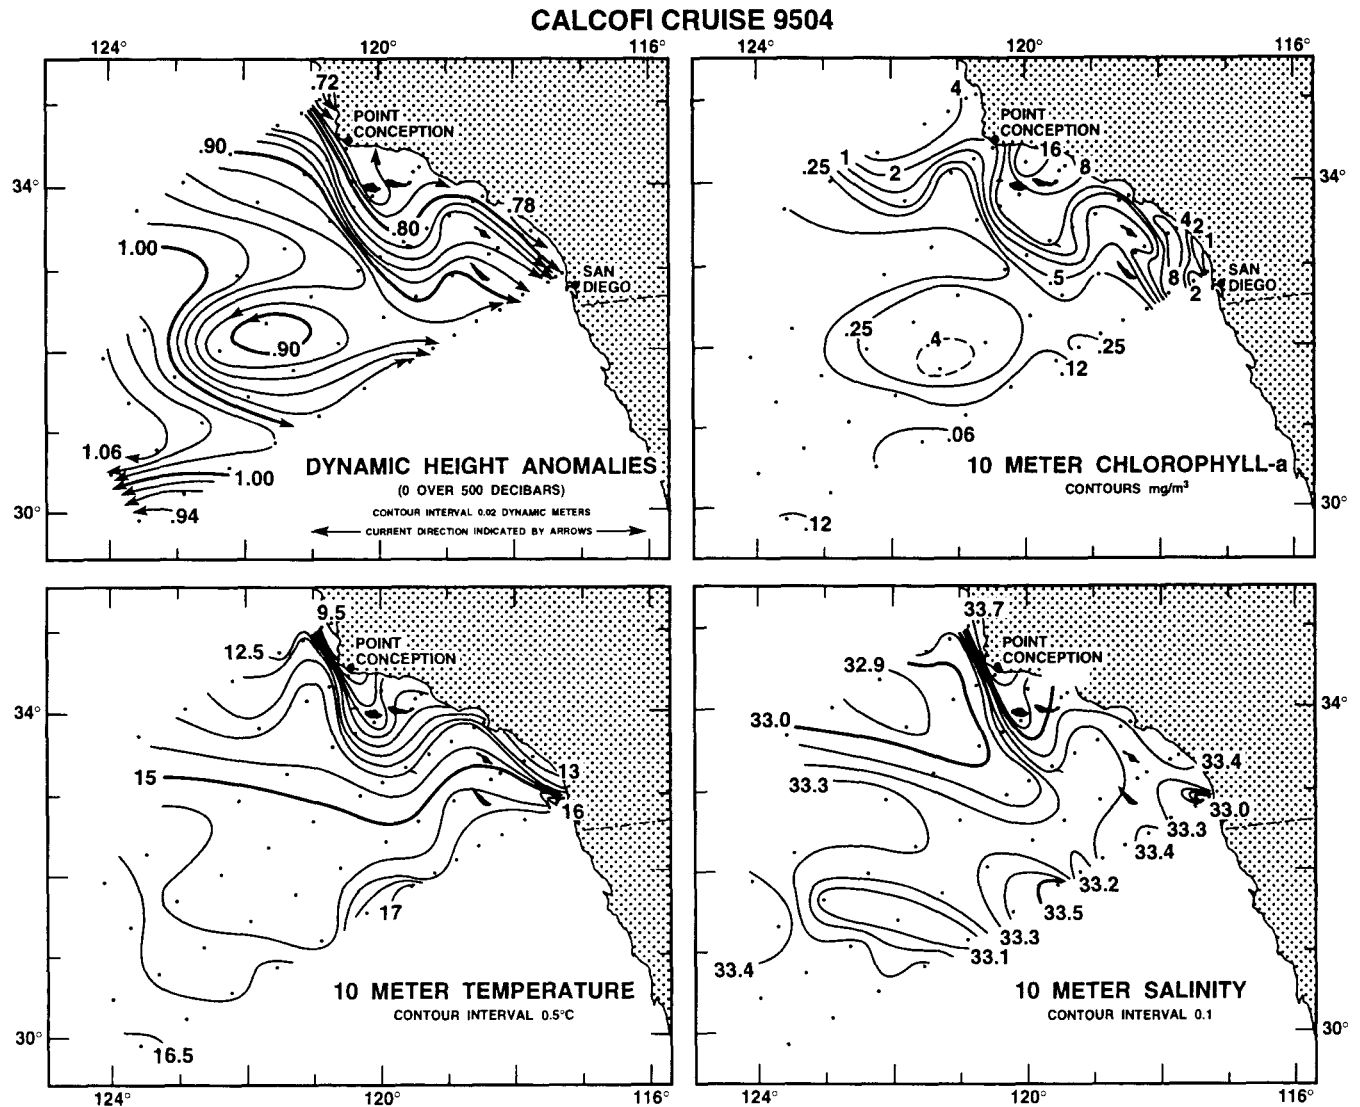 CALCOFI CRUISE 9504
124° 120° 116°
.72
POINT
CONCEPTION
.90
34°
.78
.80
1.00
SAN
DIEGO
.90
1.06
1.00
.94
30°
DYNAMIC HEIGHT ANOMALIES
(0 OVER 500 DECIBARS)
CONTOUR INTERVAL 0.02 DYNAMIC METERS
CURRENT DIRECTION INDICATED BY ARROWS
124° 120° 116°
4
POINT
CONCEPTION
16
1
.25
2
8
34°
4
2
1
.5
8
2
SAN
DIEGO
.25
.4
.25
.12
.06
.12
30°
10 METER CHLOROPHYLL-a
CONTOURS mg/m³
9.5
POINT
CONCEPTION
12.5
34°
15
13
16
17
16.5
30°
10 METER TEMPERATURE
CONTOUR INTERVAL 0.5°C
124° 120° 116°
33.7
POINT
CONCEPTION
32.9
34°
33.0
33.4
33.3
33.0
33.3
33.4
33.2
33.5
33.3
33.1
33.4
30°
10 METER SALINITY
CONTOUR INTERVAL 0.1
124° 120° 116°